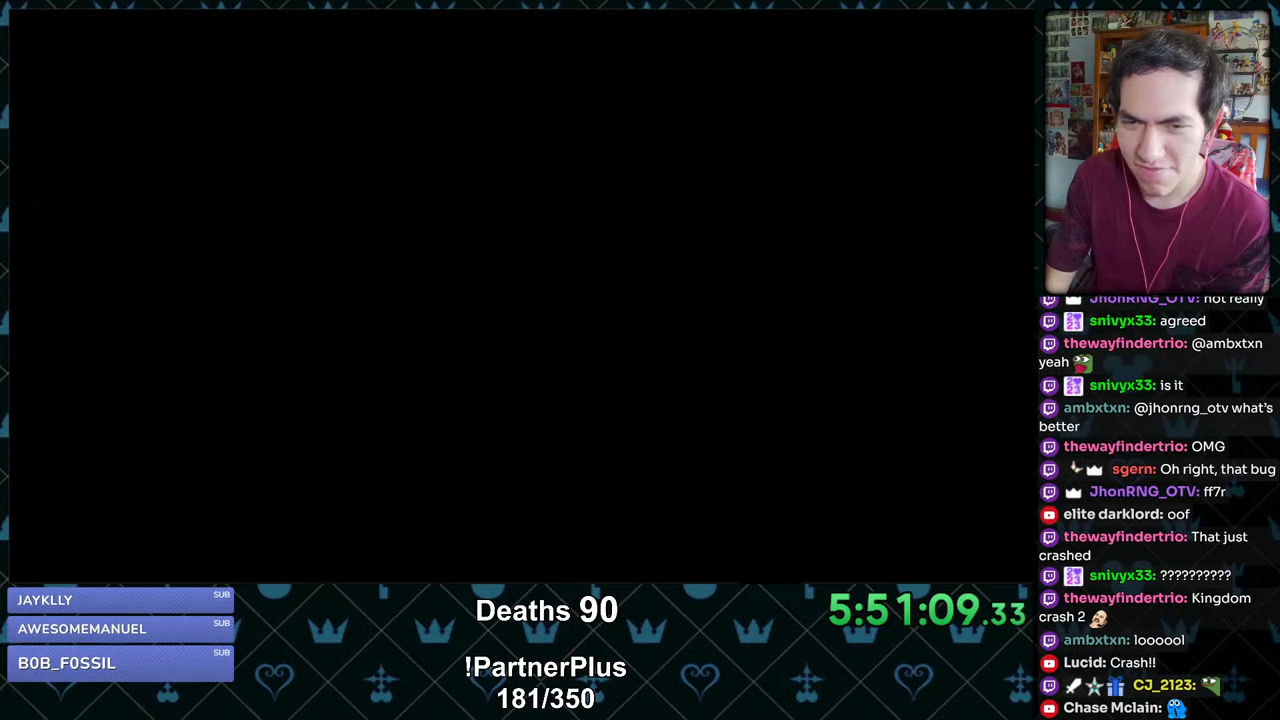 JhonRNG_OTV: not really
snivyx33: agreed
thewayfindertrio: @ambxtxn
yeah
snivyx33: is it
ambxtxn: @jhonrng_otv what's
better
thewayfindertrio: OMG
sgern: Oh right, that bug
JhonRNG_OTV: ff7r
elite darklord: oof
thewayfindertrio: That just
crashed
snivyx33: ??????????
thewayfindertrio: Kingdom
crash 2
ambxtxn: loooool
Lucid: Crash!!
CJ_2123:
Chase Mclain:
JAYKLLY SUB
AWESOMEMANUEL SUB
B0B_F0SSIL SUB
Deaths 90
!PartnerPlus
181/350
5:51:09.33